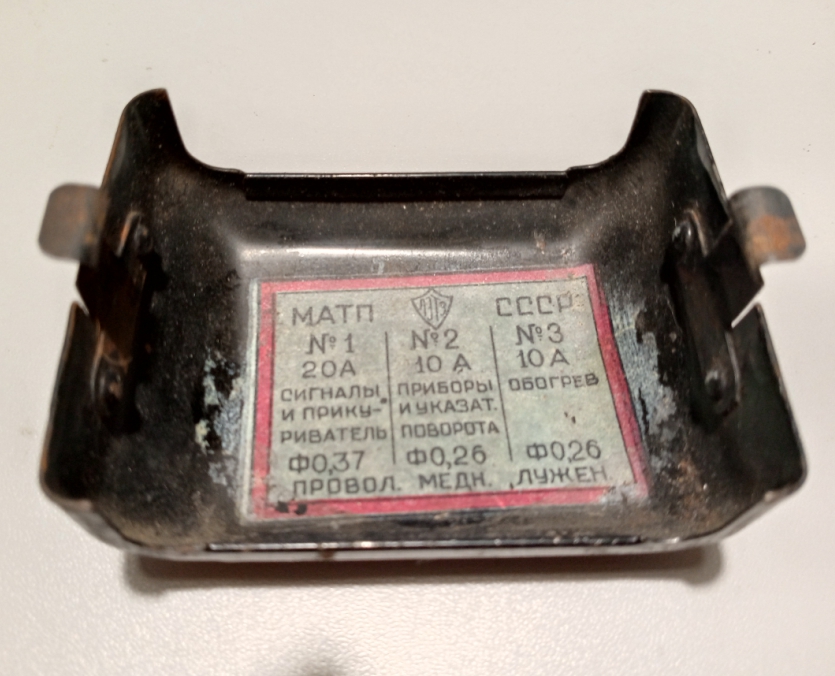 МАТП СССР
№1 №2 №3
20А 10 А 10 А
СИГНАЛЫ ПРИБОРЫ ОБОГРЕВ
И ПРИКУ- И УКАЗАТ.
РИВАТЕЛЬ ПОВОРОТА
Ф0,37 Ф0,26 Ф0,26
ПРОВОЛ. МЕДН. ЛУЖЕН